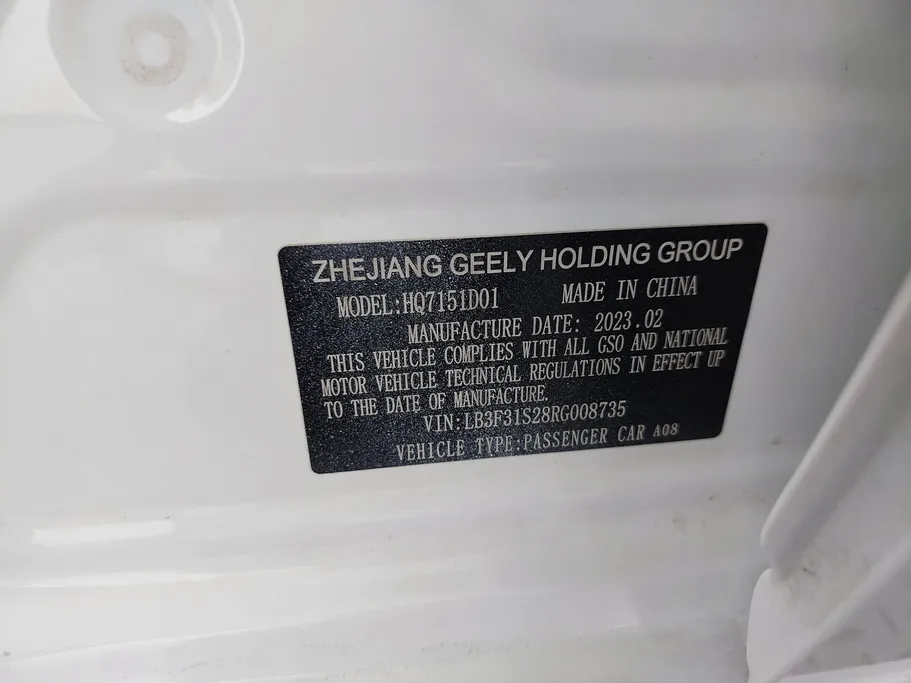 ZHEJIANG GEELY HOLDING GROUP
MODEL:HQ7151D01 MADE IN CHINA
MANUFACTURE DATE: 2023.02
THIS VEHICLE COMPLIES WITH ALL GSO AND NATIONAL
MOTOR VEHICLE TECHNICAL REGULATIONS IN EFFECT UP
TO THE DATE OF MANUFACTURE.
VIN:LB3F31S28RG008735
VEHICLE TYPE:PASSENGER CAR A08